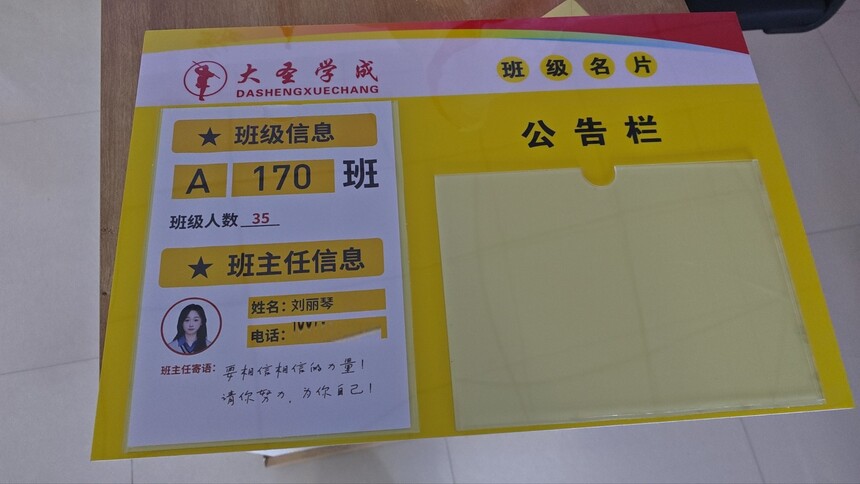 大圣学成
DASHENGXUECHANG
班级名片
★ 班级信息
A 170 班
班级人数 35
★ 班主任信息
姓名：刘丽琴
电话：
班主任寄语：要相信相信的力量！
请你努力，为你自己！
公告栏